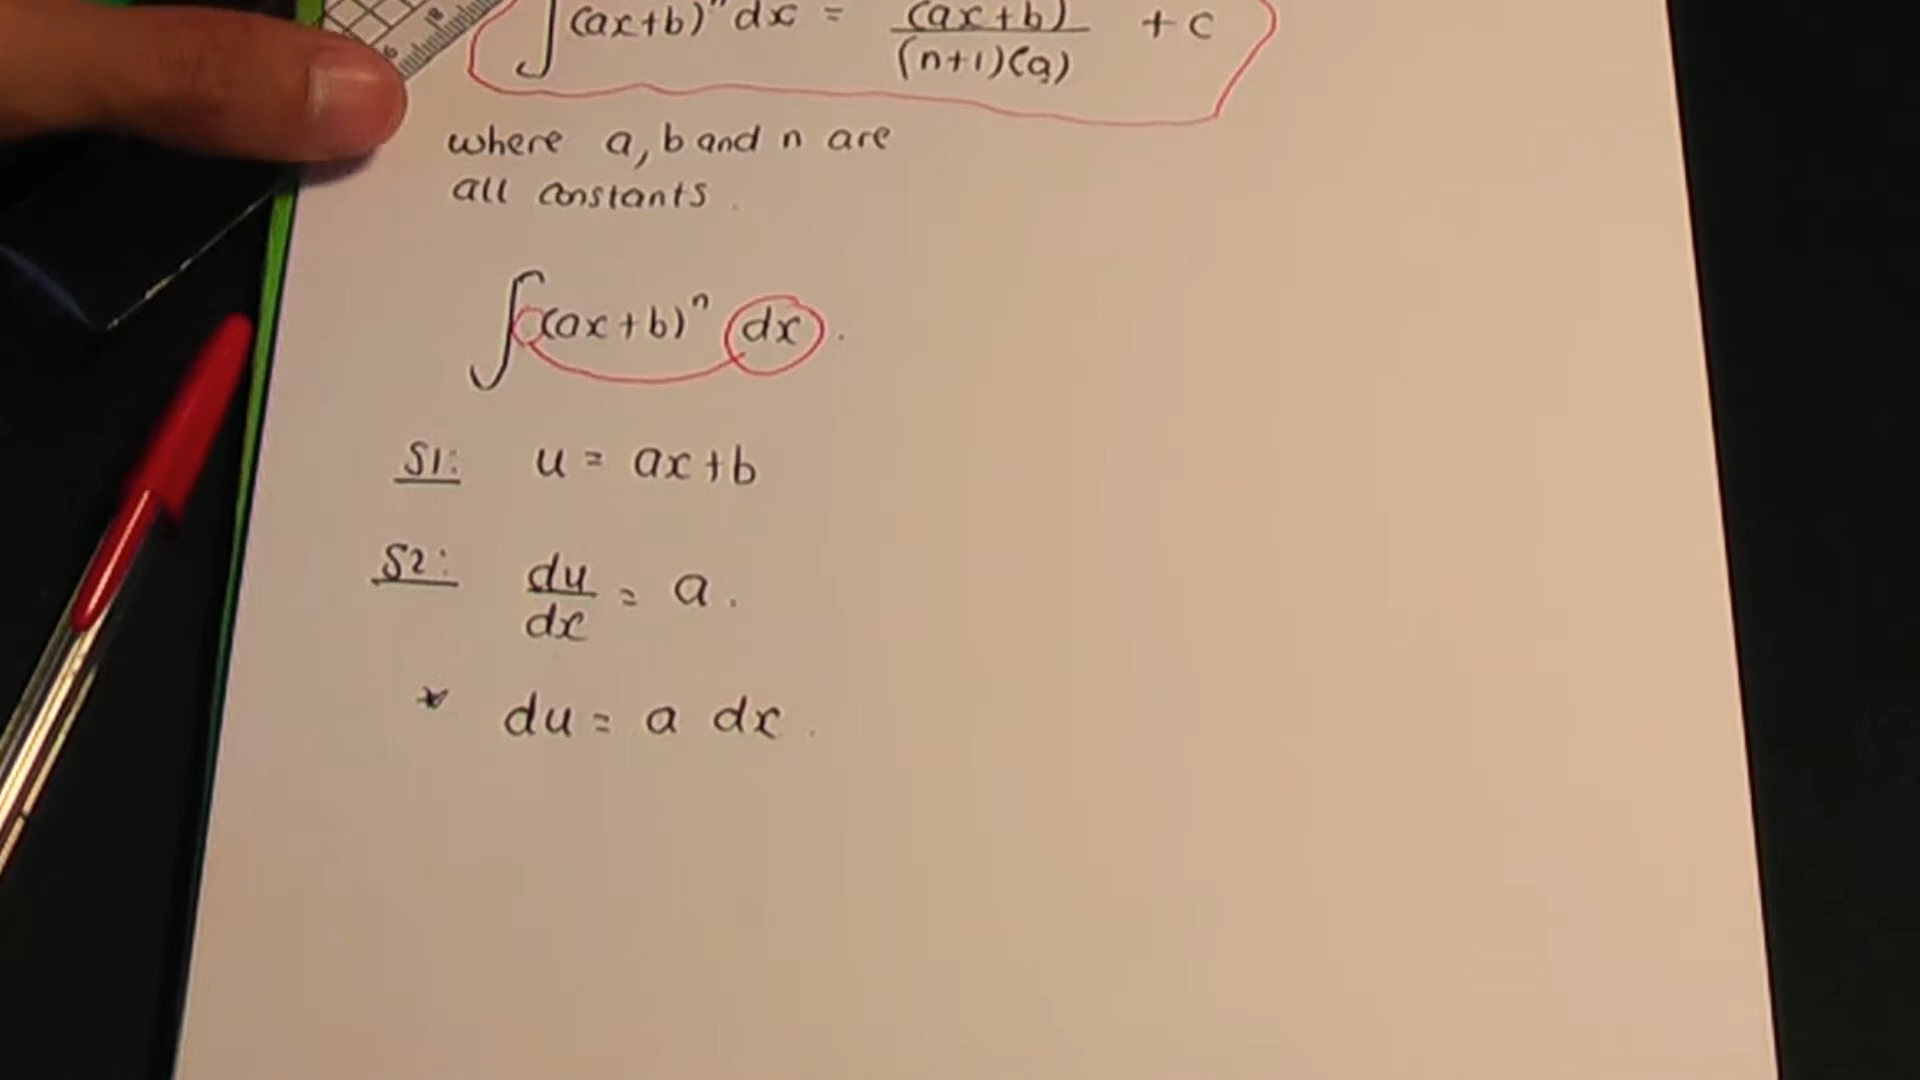 ∫(ax+b)ⁿ dx = (ax+b) / (n+1)(a) + c
where a, b and n are
all constants.
∫(ax+b)ⁿ dx.
S1: u = ax+b
S2: du/dx = a.
* du = a dx.